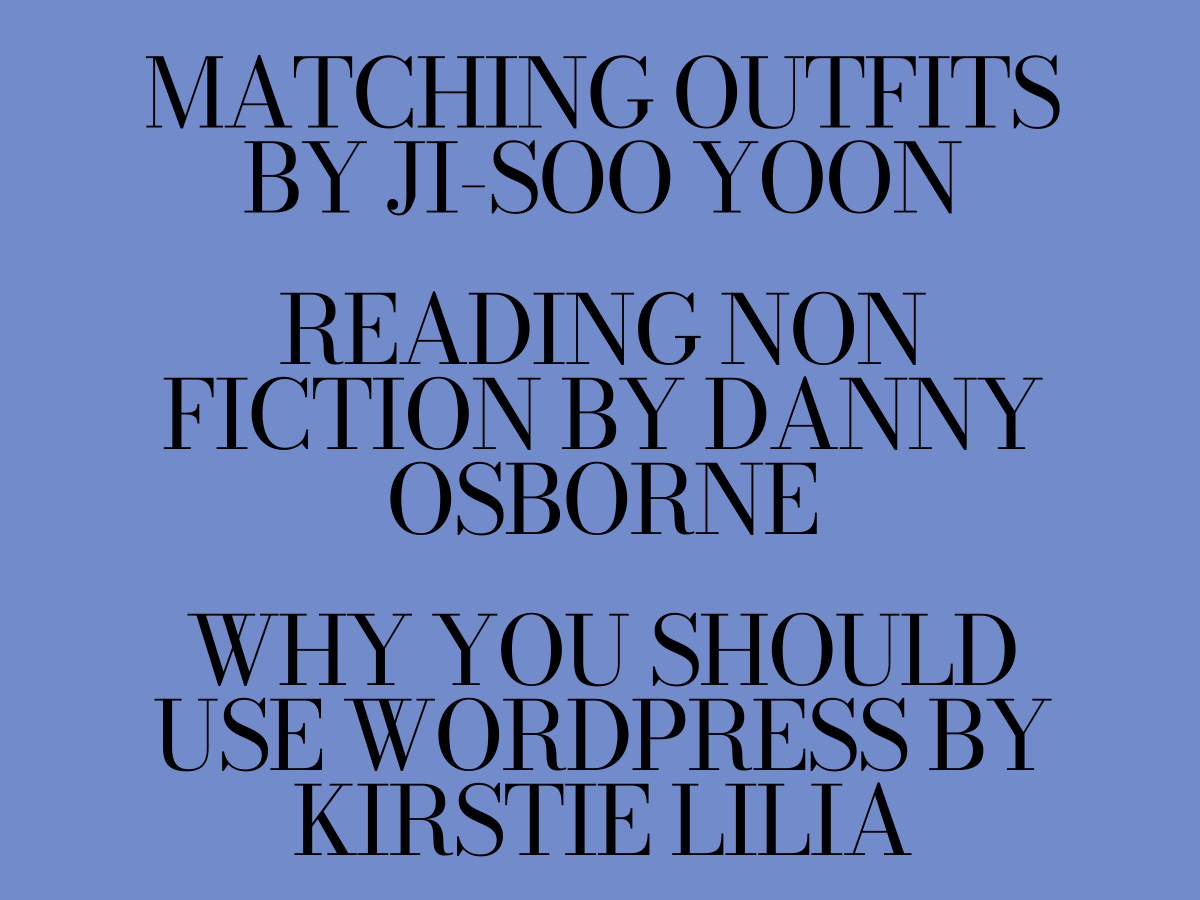 MATCHING OUTFITS
BY JI-SOO YOON
READING NON
FICTION BY DANNY
OSBORNE
WHY YOU SHOULD
USE WORDPRESS BY
KIRSTIE LILIA